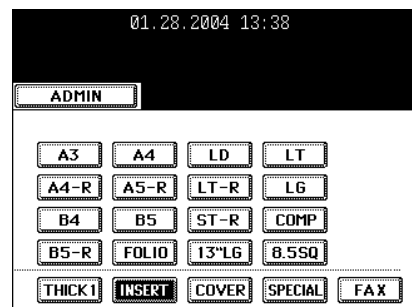 01.28.2004 13:38
ADMIN
A3 A4 LD LT
A4-R A5-R LT-R LG
B4 B5 ST-R COMP
B5-R FOLIO 13"LG 8.5SQ
THICK1 INSERT COVER SPECIAL FAX